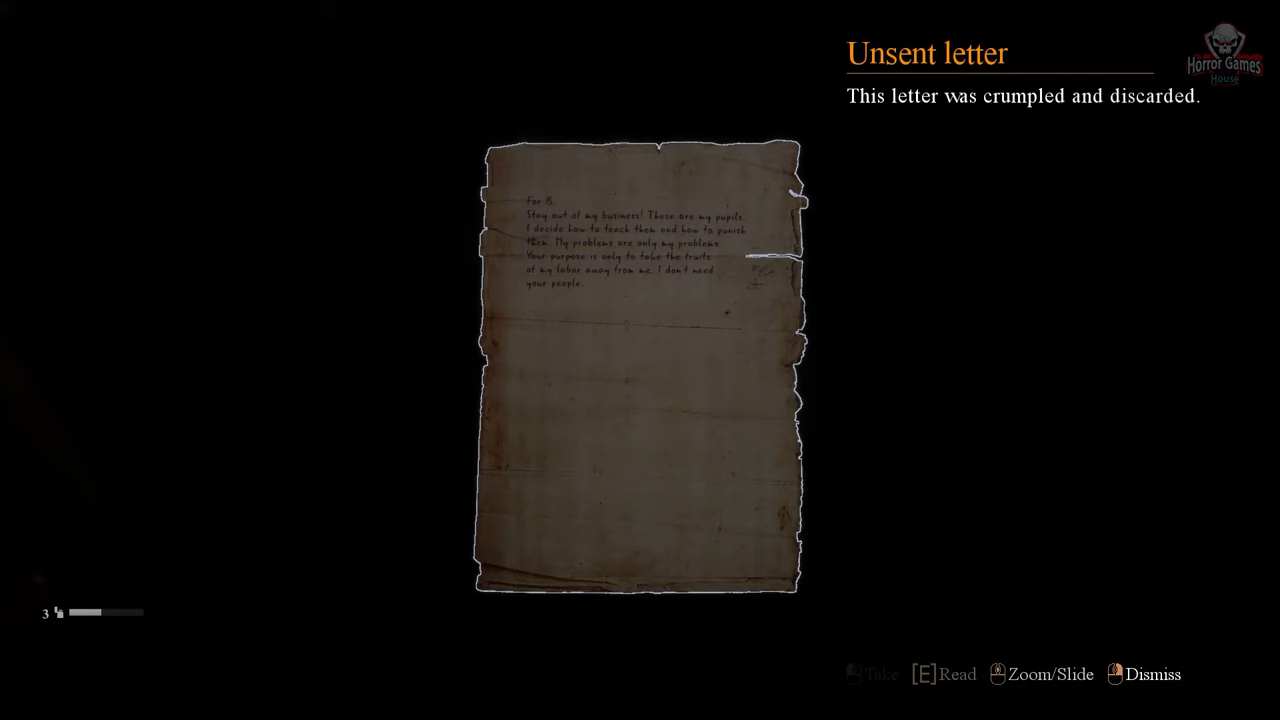 Unsent letter
This letter was crumpled and discarded.
Horror Games
House
For B.
Stay out of my business! These are my pupils.
I decide how to teach them and how to punish
them. My problems are only my problems.
Your purpose is only to take the fruits
of my labor away from me. I don't need
your people.
3
Take
[E] Read
Zoom/Slide
Dismiss